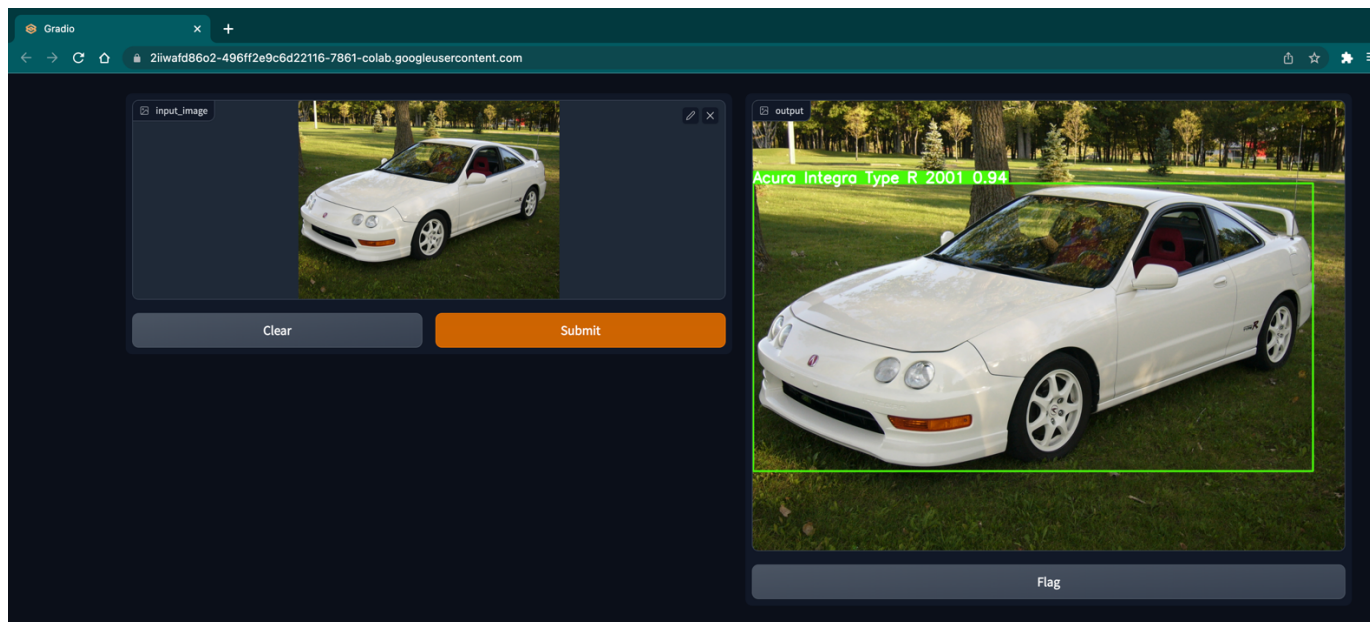 Gradio
2iiwafd86o2-496ff2e9c6d22116-7861-colab.googleusercontent.com
input_image
Clear
Submit
output
Acura Integra Type R 2001 0.94
Flag